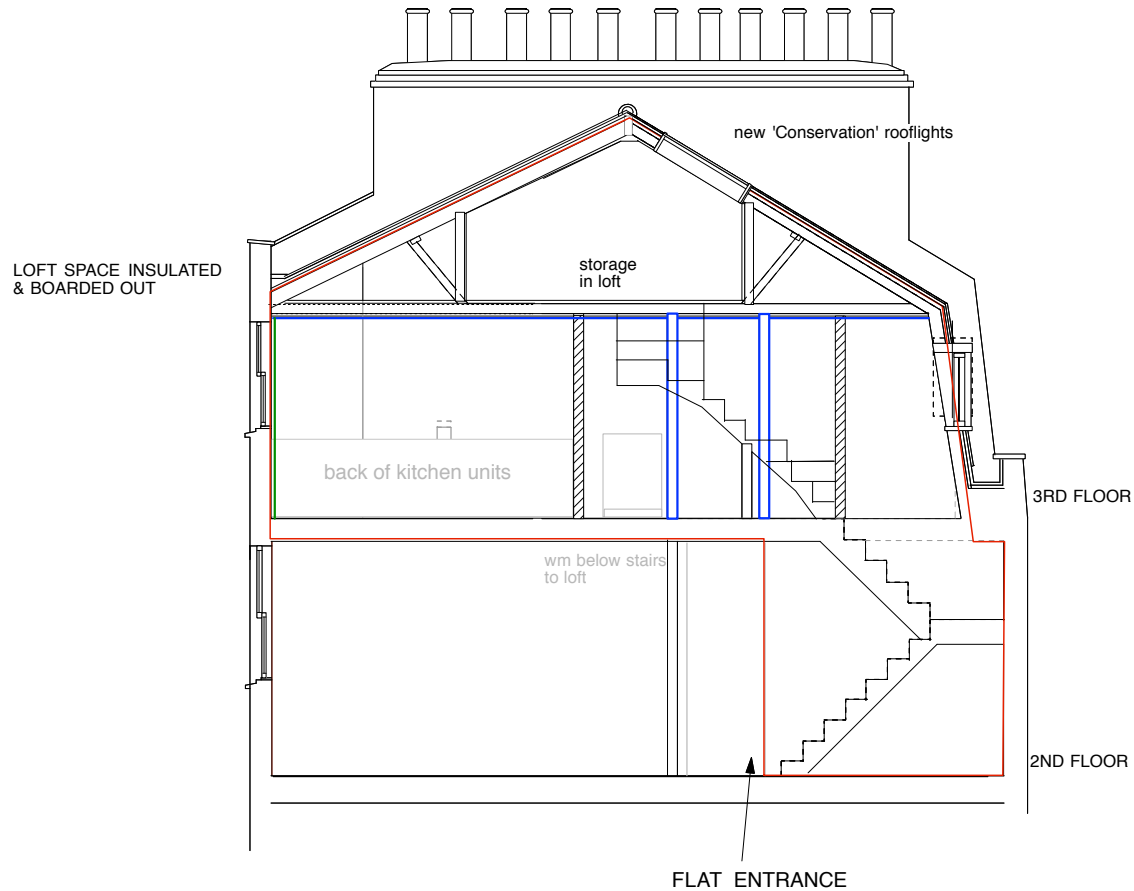 new 'Conservation' rooflights
LOFT SPACE INSULATED
& BOARDED OUT
storage
in loft
back of kitchen units
3RD FLOOR
wm below stairs
to loft
2ND FLOOR
FLAT ENTRANCE